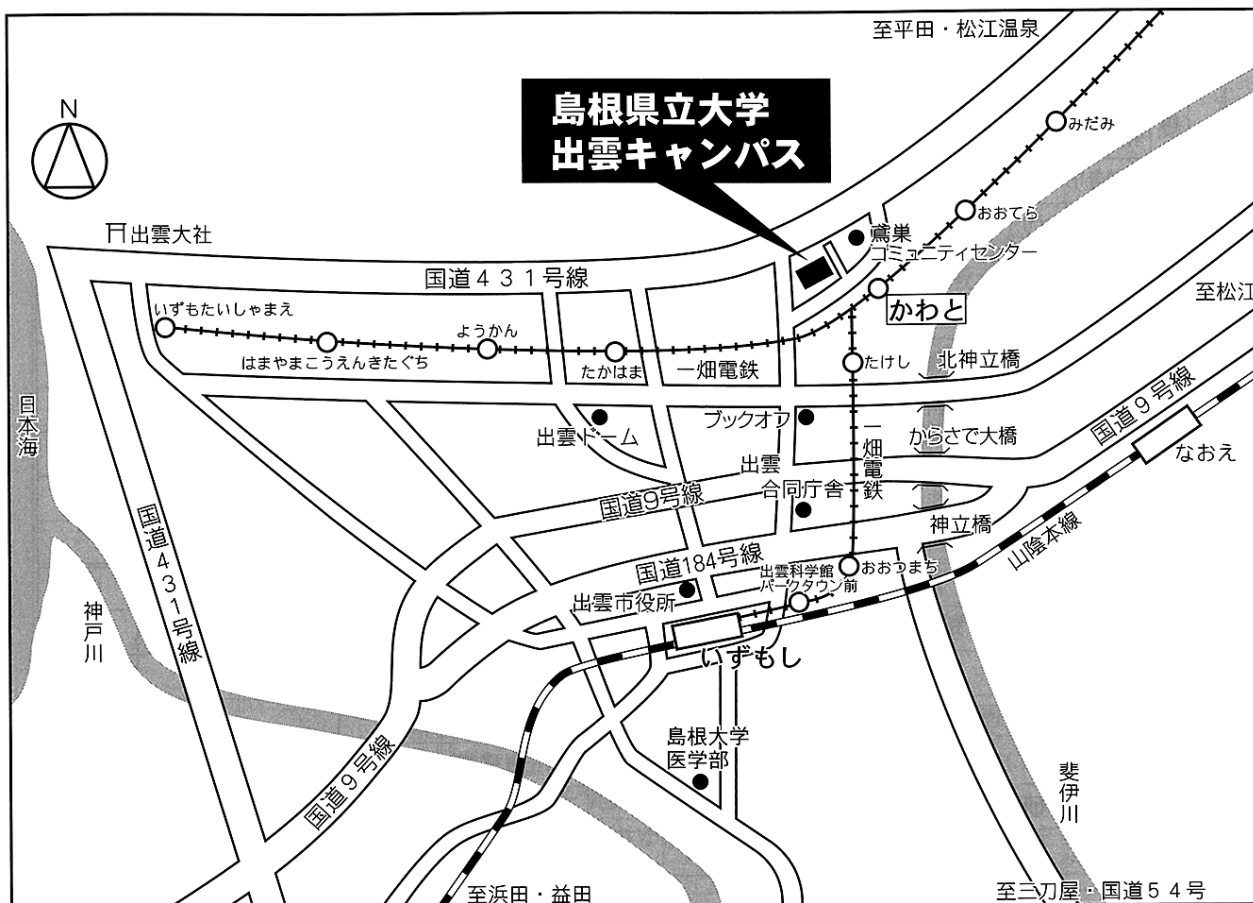 至平田・松江温泉
島根県立大学
出雲キャンパス
N
みだみ
おおてら
出雲大社
鳶巣
コミュニティセンター
国道431号線
至松江
いずもたいしゃまえ
かわと
はまやまこうえんきたぐち
ようかん
たかはま
一畑電鉄
たけし
北神立橋
日本海
出雲ドーム
ブックオフ
一畑電鉄
からさで大橋
国道9号線
なおえ
出雲
合同庁舎
国道9号線
神立橋
国道431号線
国道184号線
山陰本線
おおつまち
出雲科学館
パークタウン前
出雲市役所
神戸川
いずもし
島根大学
医学部
国道9号線
斐伊川
至浜田・益田
至三刀屋・国道54号